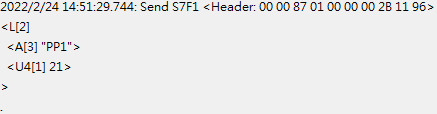 2022/2/24 14:51:29.744: Send S7F1 <Header: 00 00 87 01 00 00 00 2B 11 96>
<L[2]
<A[3] "PP1">
<U4[1] 21>
>
.